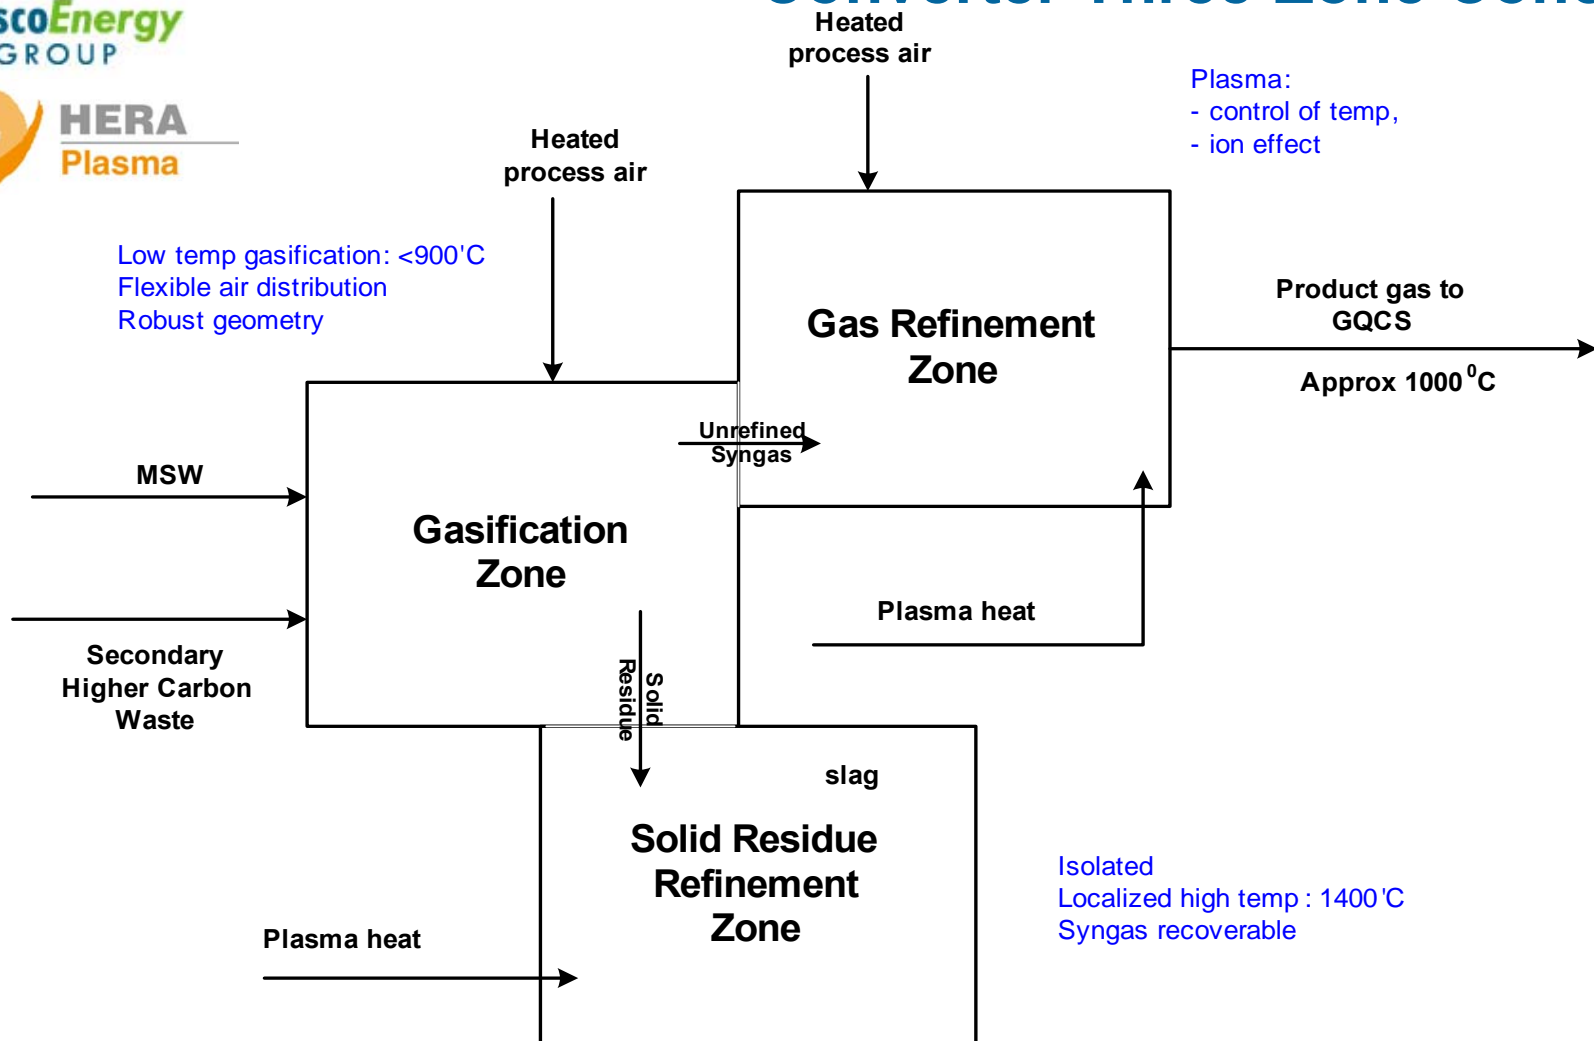 scoEnergy
GROUP
HERA
Plasma
Heated
process air
Plasma:
- control of temp,
- ion effect
Heated
process air
Low temp gasification: <900'C
Flexible air distribution
Robust geometry
Gas Refinement
Zone
Product gas to
GQCS
Approx 1000 ⁰C
Unrefined
Syngas
MSW
Gasification
Zone
Plasma heat
Secondary
Higher Carbon
Waste
Solid
Residue
slag
Solid Residue
Refinement
Zone
Isolated
Localized high temp : 1400'C
Syngas recoverable
Plasma heat